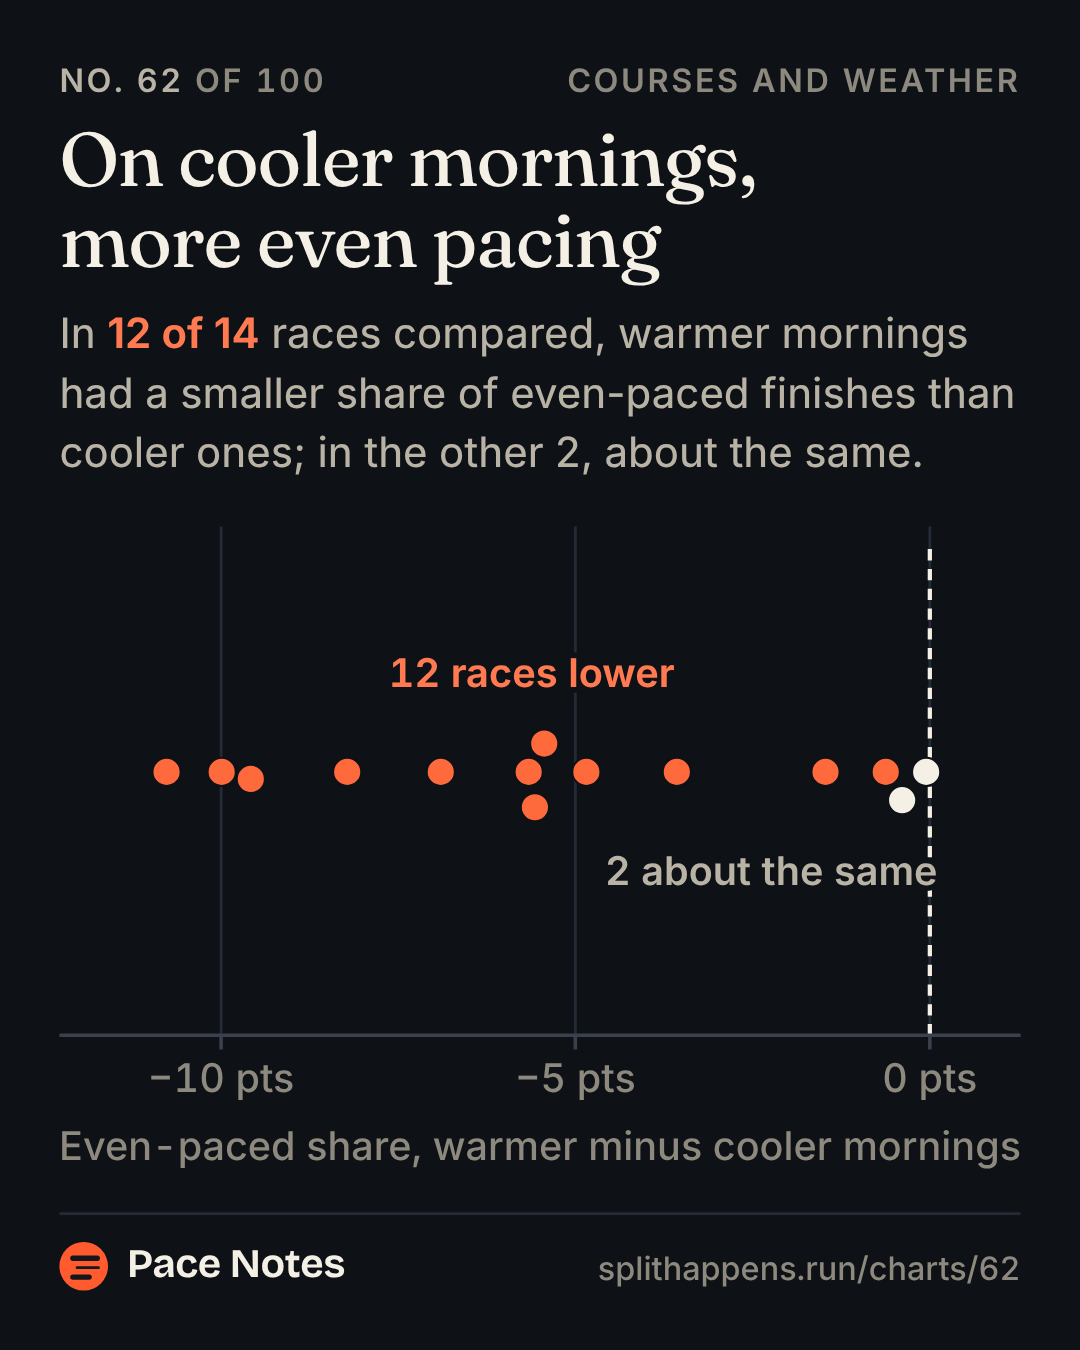 NO. 62 OF 100
COURSES AND WEATHER
On cooler mornings,
more even pacing
In 12 of 14 races compared, warmer mornings
had a smaller share of even-paced finishes than
cooler ones; in the other 2, about the same.
12 races lower
2 about the same
−10 pts
−5 pts
0 pts
Even-paced share, warmer minus cooler mornings
Pace Notes
splithappens.run/charts/62